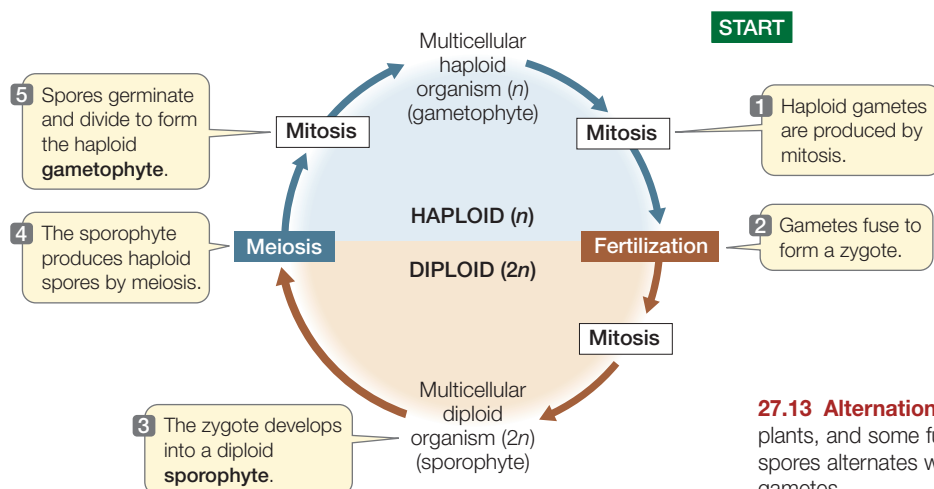 START
Multicellular
haploid
organism (n)
(gametophyte)
Mitosis
1 Haploid gametes
are produced by
mitosis.
HAPLOID (n)
Fertilization
2 Gametes fuse to
form a zygote.
DIPLOID (2n)
Mitosis
Multicellular
diploid
organism (2n)
(sporophyte)
3 The zygote develops
into a diploid
sporophyte.
Meiosis
4 The sporophyte
produces haploid
spores by meiosis.
Mitosis
5 Spores germinate
and divide to form
the haploid
gametophyte.
27.13 Alternation
plants, and some
spores alternates
gametes